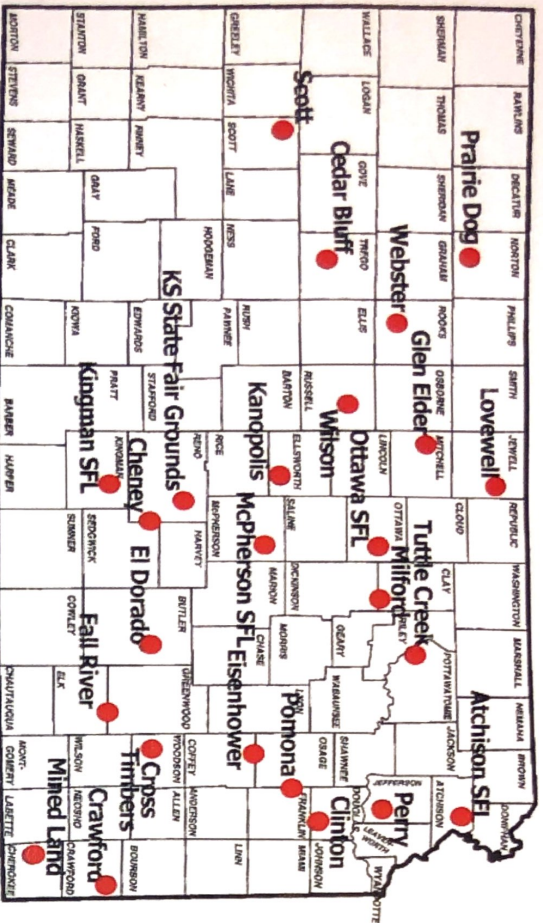 CHEYENNE
RAWLINS
DECATUR
NORTON
PHILLIPS
SMITH
JEWELL
REPUBLIC
WASHINGTON
MARSHALL
NEMAHA
BROWN
DONIPHAN
Prairie Dog
Lovewell
Atchison SFL
SHERMAN
THOMAS
SHERIDAN
GRAHAM
ROOKS
OSBORNE
MITCHELL
CLOUD
CLAY
RILEY
POTTAWATOMIE
JACKSON
ATCHISON
JEFFERSON
LEAVEN-
WORTH
WYANDOTTE
Webster
Glen Elder
Tuttle Creek
Perry
WALLACE
LOGAN
GOVE
TREGO
ELLIS
RUSSELL
LINCOLN
OTTAWA
Cedar Bluff
Wilson
Ottawa SFL
Milford
DICKINSON
GEARY
WABAUNSEE
SHAWNEE
DOUGLAS
JOHNSON
Clinton
Scott
GREELEY
WICHITA
SCOTT
LANE
NESS
RUSH
BARTON
ELLSWORTH
SALINE
MORRIS
LYON
OSAGE
FRANKLIN
MIAMI
Kanopolis
McPherson SFL
Eisenhower
Pomona
HAMILTON
KEARNY
FINNEY
HODGEMAN
PAWNEE
RICE
McPHERSON
MARION
CHASE
COFFEY
ANDERSON
LINN
KS State Fair Grounds
STANTON
GRANT
HASKELL
GRAY
FORD
EDWARDS
STAFFORD
RENO
HARVEY
BUTLER
GREENWOOD
WOODSON
ALLEN
BOURBON
Cheney
El Dorado
Cross
Timbers
KIOWA
PRATT
KINGMAN
SEDGWICK
Kingman SFL
Fall River
Crawford
ELK
WILSON
NEOSHO
CRAWFORD
Mined Land
MORTON
STEVENS
SEWARD
MEADE
CLARK
COMANCHE
BARBER
HARPER
SUMNER
COWLEY
CHAUTAUQUA
MONT-
GOMERY
LABETTE
CHEROKEE